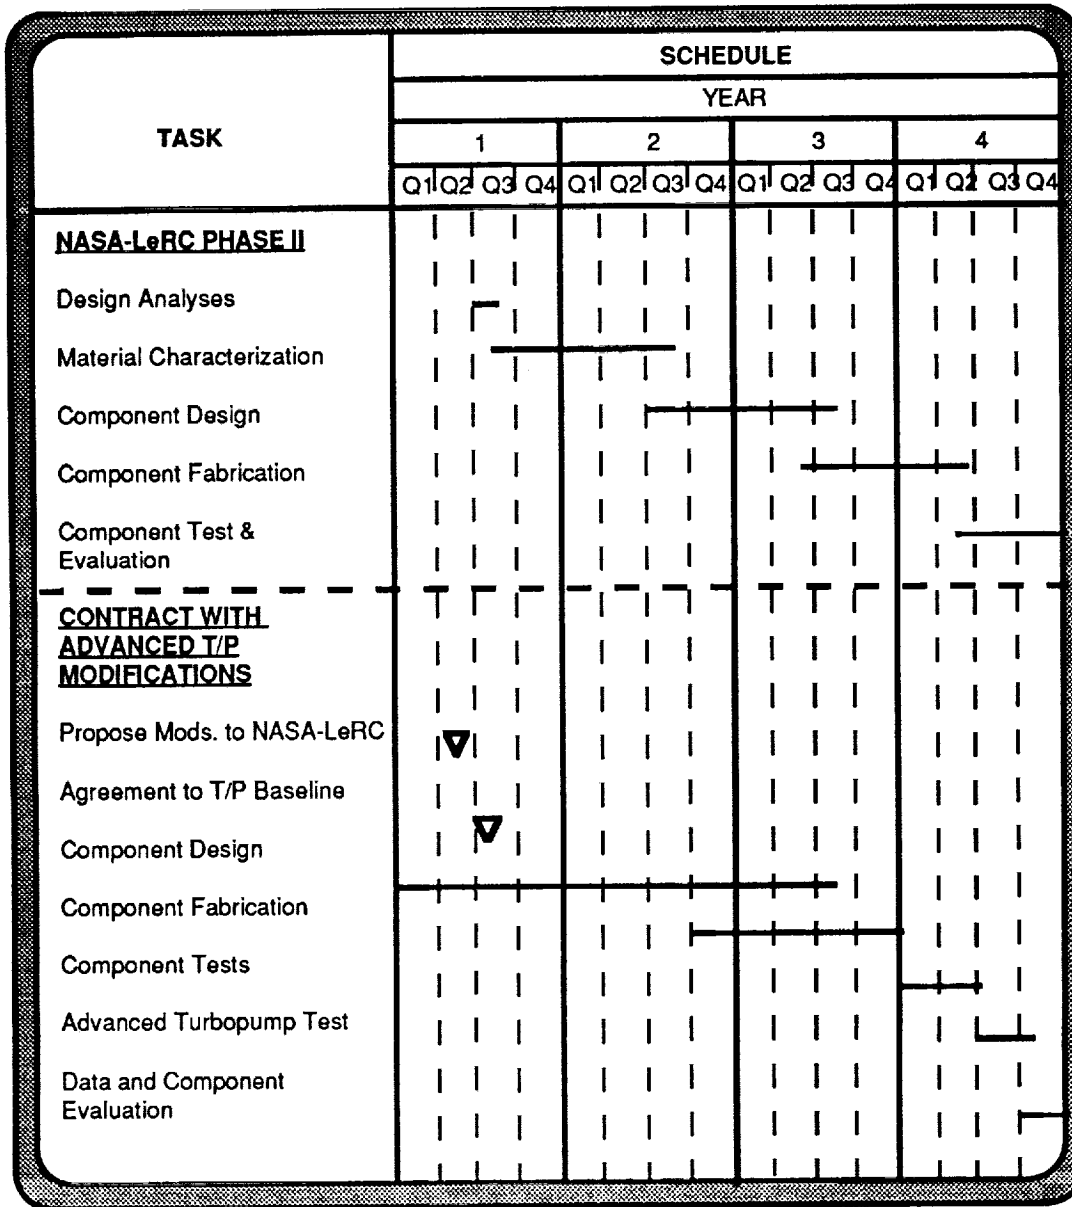 SCHEDULE
YEAR
TASK
1 2 3 4
Q1 Q2 Q3 Q4 Q1 Q2 Q3 Q4 Q1 Q2 Q3 Q4 Q1 Q2 Q3 Q4
NASA-LeRC PHASE II
Design Analyses
Material Characterization
Component Design
Component Fabrication
Component Test &
Evaluation
CONTRACT WITH
ADVANCED T/P
MODIFICATIONS
Propose Mods. to NASA-LeRC
Agreement to T/P Baseline
Component Design
Component Fabrication
Component Tests
Advanced Turbopump Test
Data and Component
Evaluation